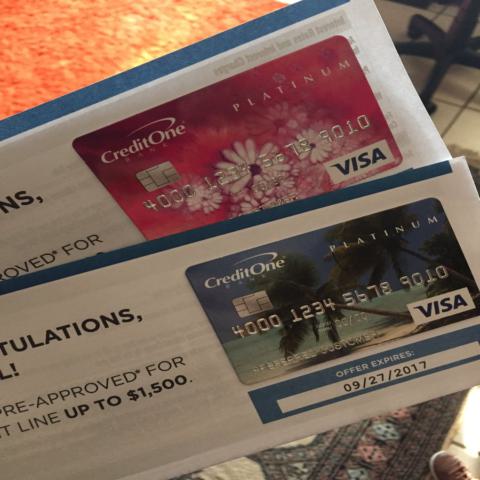 Interest Rates and Interest Charges
PLATINUM
CreditOne
BANK
4000 1234 5678 9010
VISA
NS,
ROVED* FOR
PLATINUM
CreditOne
BANK
4000 1234 5678 9010
VISA
PREFERRED CUSTOMER
TULATIONS,
L!
PRE-APPROVED* FOR
T LINE UP TO $1,500.
OFFER EXPIRES:
09/27/2017